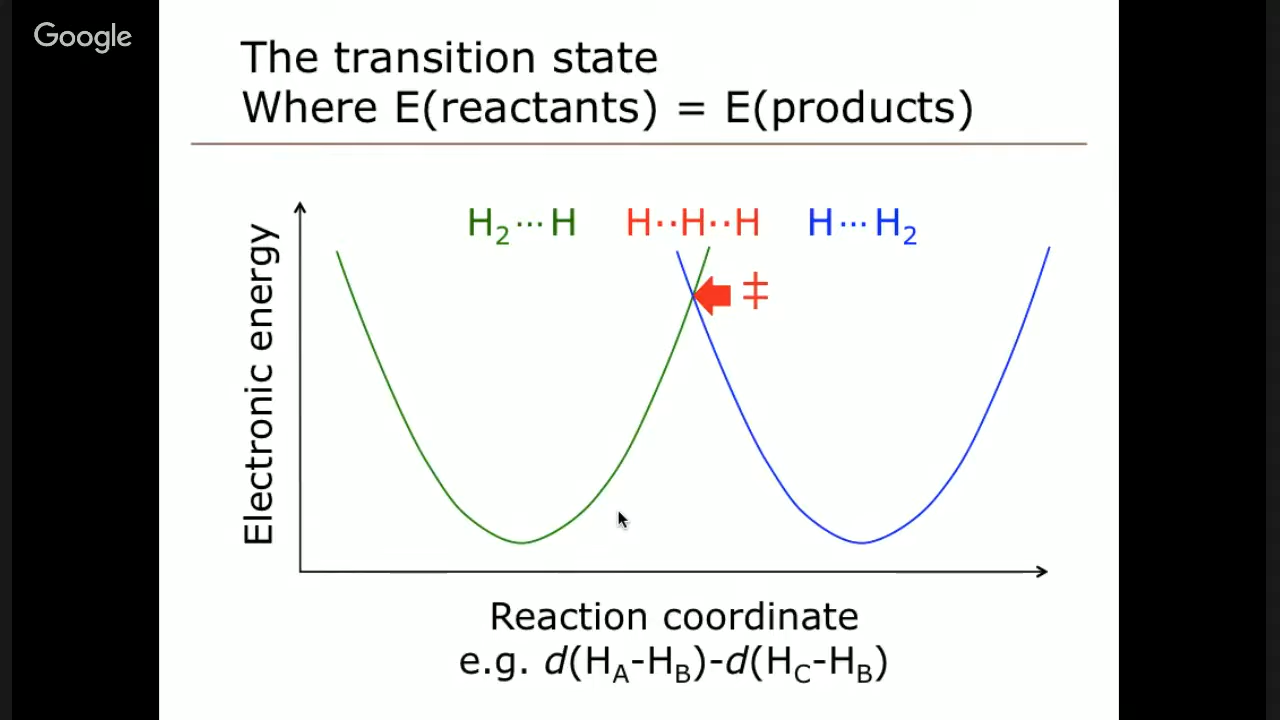 Google
The transition state
Where E(reactants) = E(products)
H₂···H H··H··H H···H₂
‡
Electronic energy
Reaction coordinate
e.g. d(H_A-H_B)-d(H_C-H_B)